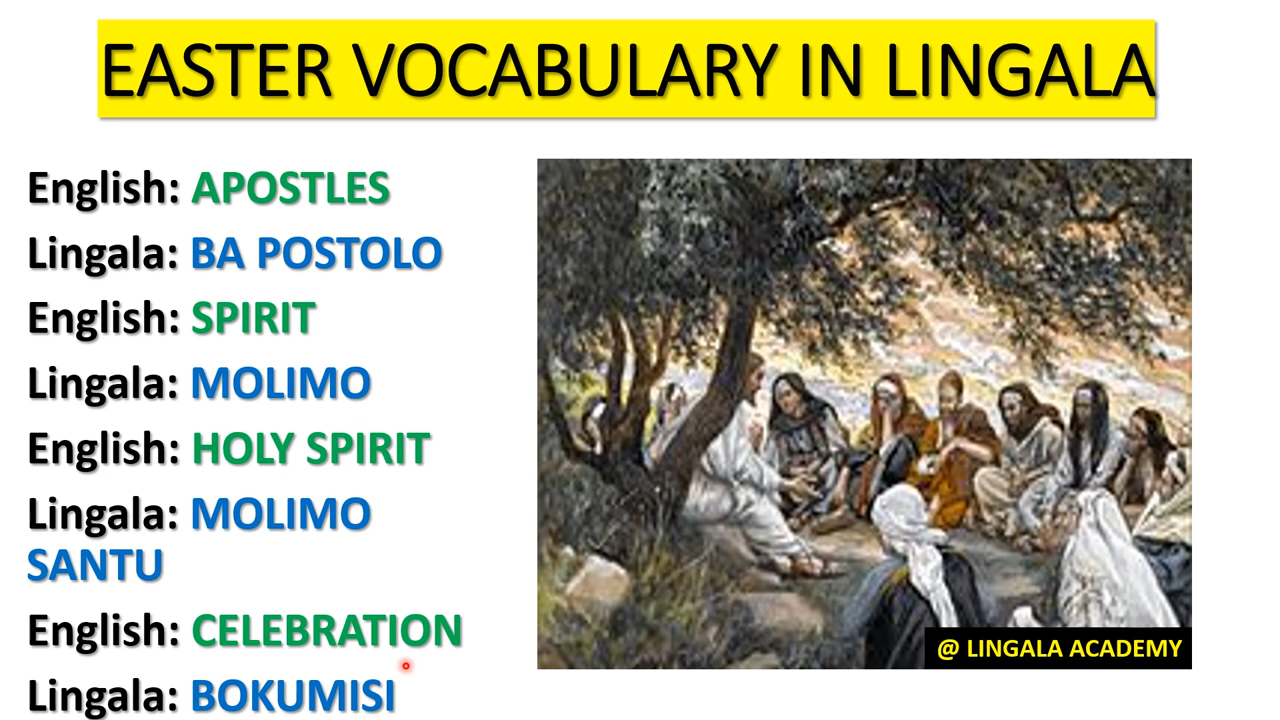 EASTER VOCABULARY IN LINGALA
English: APOSTLES
Lingala: BA POSTOLO
English: SPIRIT
Lingala: MOLIMO
English: HOLY SPIRIT
Lingala: MOLIMO
SANTU
English: CELEBRATION
Lingala: BOKUMISI
@ LINGALA ACADEMY